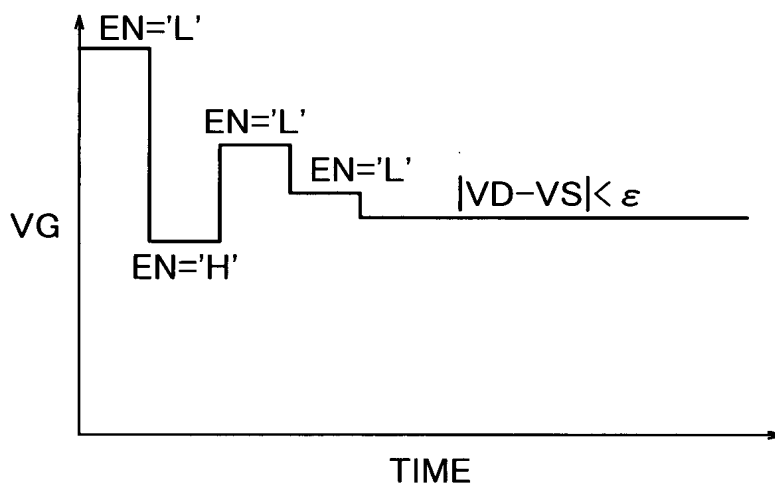 EN='L'
EN='L'
EN='L'
|VD-VS|< ε
VG
EN='H'
TIME